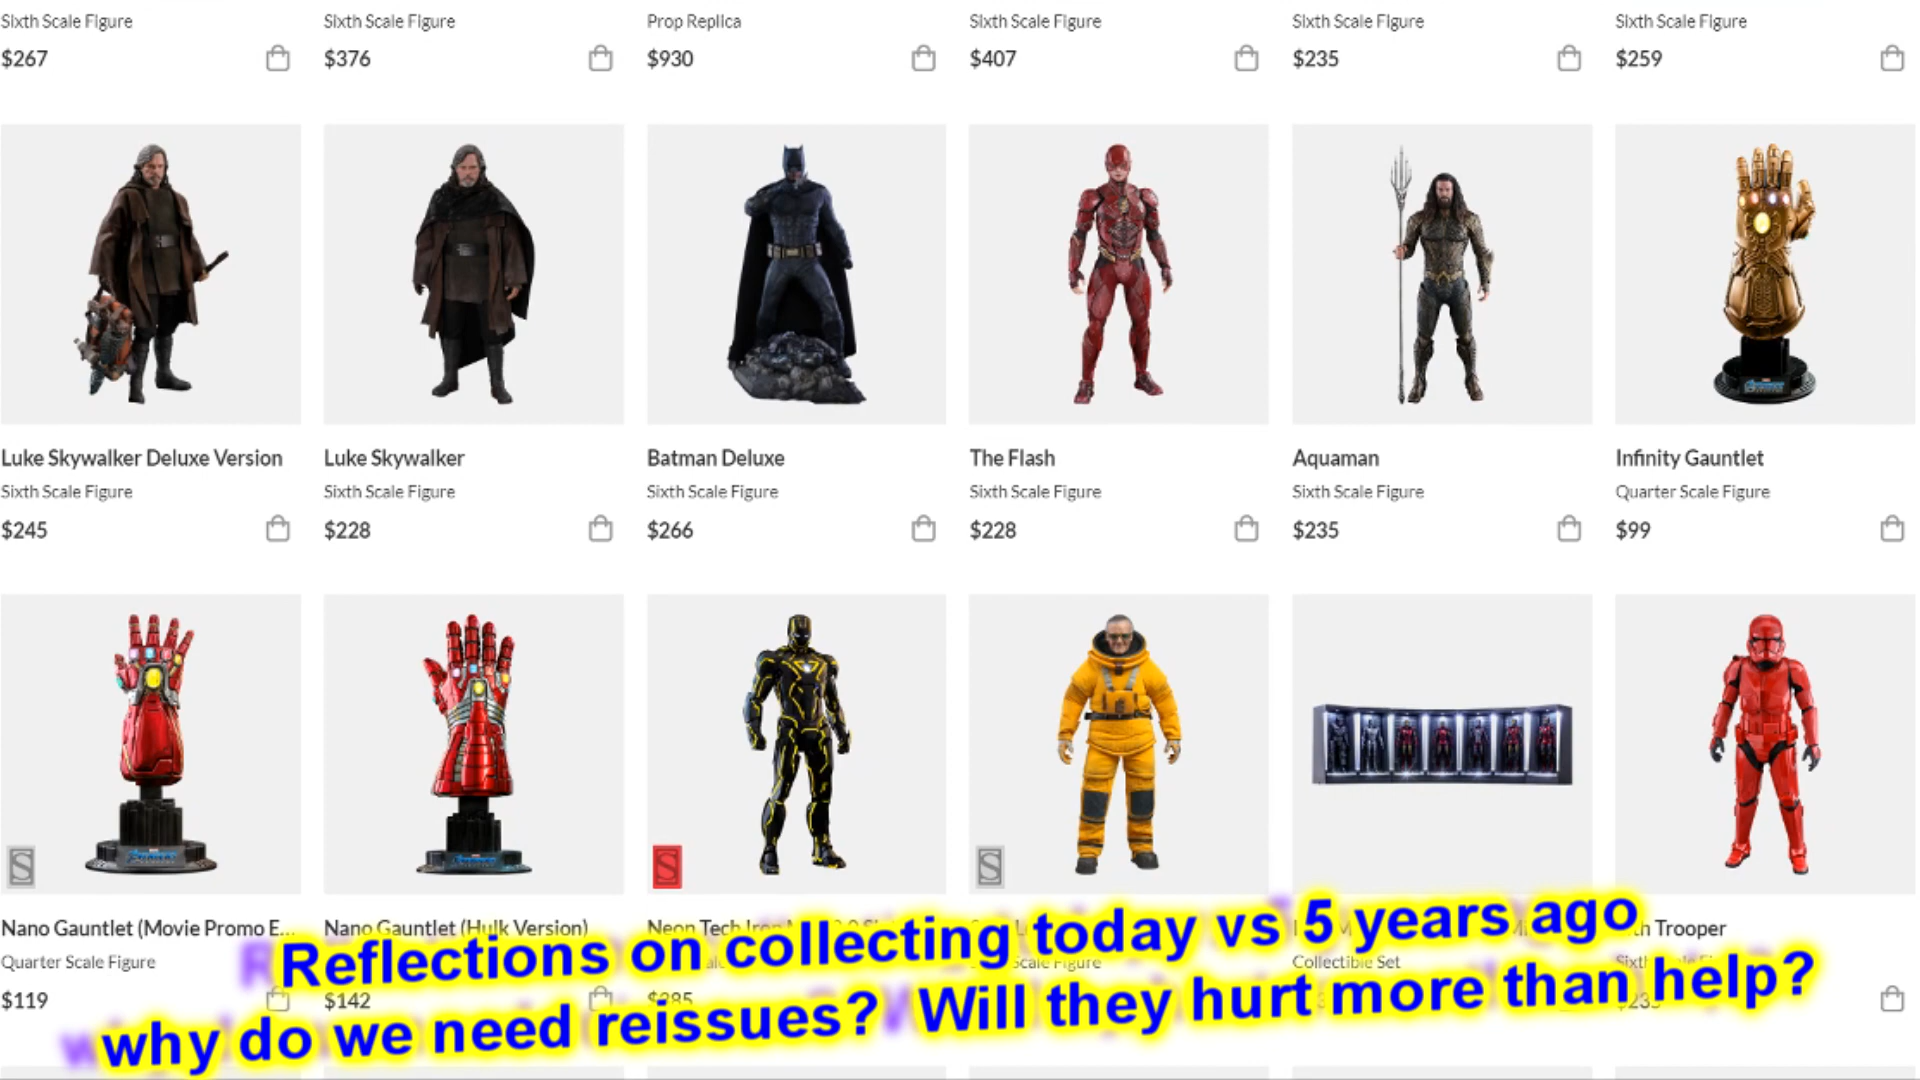 Sixth Scale Figure
Sixth Scale Figure
Prop Replica
Sixth Scale Figure
Sixth Scale Figure
Sixth Scale Figure
$267
$376
$930
$407
$235
$259
Luke Skywalker Deluxe Version
Luke Skywalker
Batman Deluxe
The Flash
Aquaman
Infinity Gauntlet
Sixth Scale Figure
Sixth Scale Figure
Sixth Scale Figure
Sixth Scale Figure
Sixth Scale Figure
Quarter Scale Figure
$245
$228
$266
$228
$235
$99
Nano Gauntlet (Movie Promo E...
Nano Gauntlet (Hulk Version)
Neon Tech
Trooper
Quarter Scale Figure
Scale Figure
Collectible Set
$119
$142
$285
Reflections on collecting today vs 5 years ago
why do we need reissues? Will they hurt more than help?